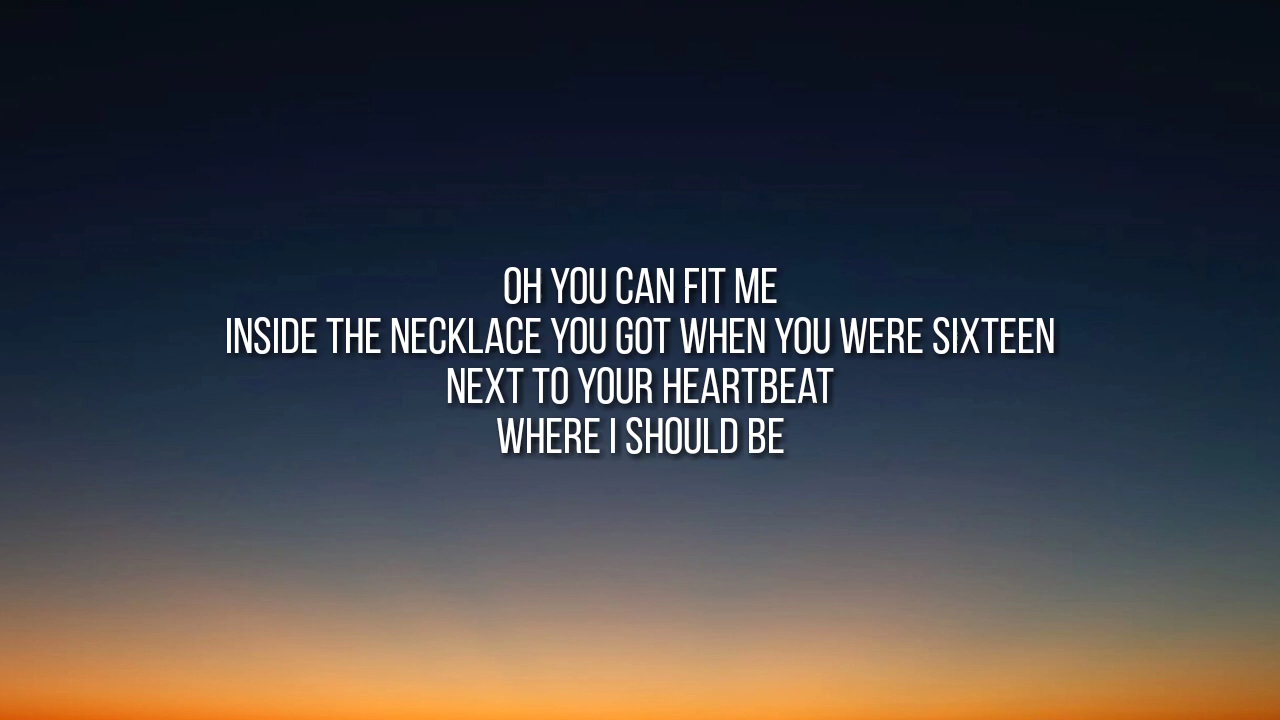 OH YOU CAN FIT ME
INSIDE THE NECKLACE YOU GOT WHEN YOU WERE SIXTEEN
NEXT TO YOUR HEARTBEAT
WHERE I SHOULD BE